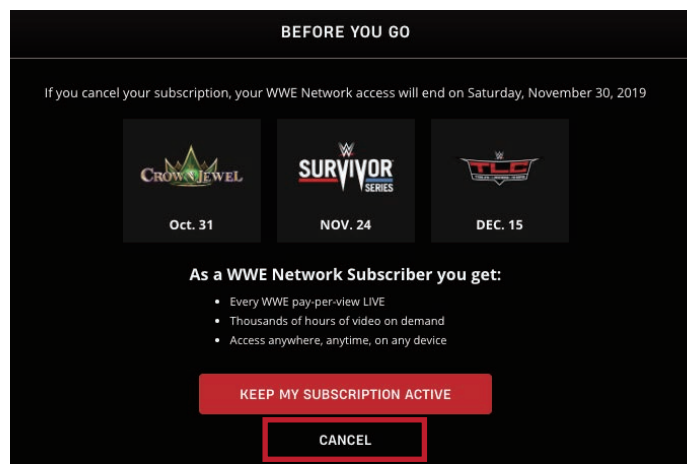 BEFORE YOU GO
If you cancel your subscription, your WWE Network access will end on Saturday, November 30, 2019
CROWN JEWEL
Oct. 31
W
SURVIVOR
SERIES
NOV. 24
W
TLC
TABLES LADDERS CHAIRS
DEC. 15
As a WWE Network Subscriber you get:
• Every WWE pay-per-view LIVE
• Thousands of hours of video on demand
• Access anywhere, anytime, on any device
KEEP MY SUBSCRIPTION ACTIVE
CANCEL